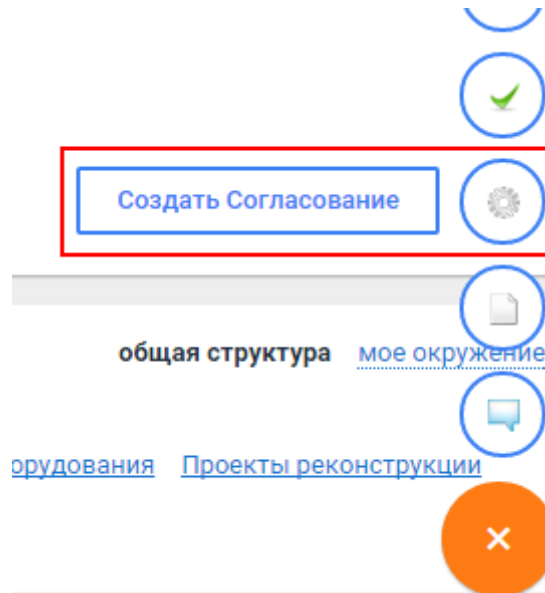 Создать Согласование
общая структура мое окружение
Проекты реконструкции